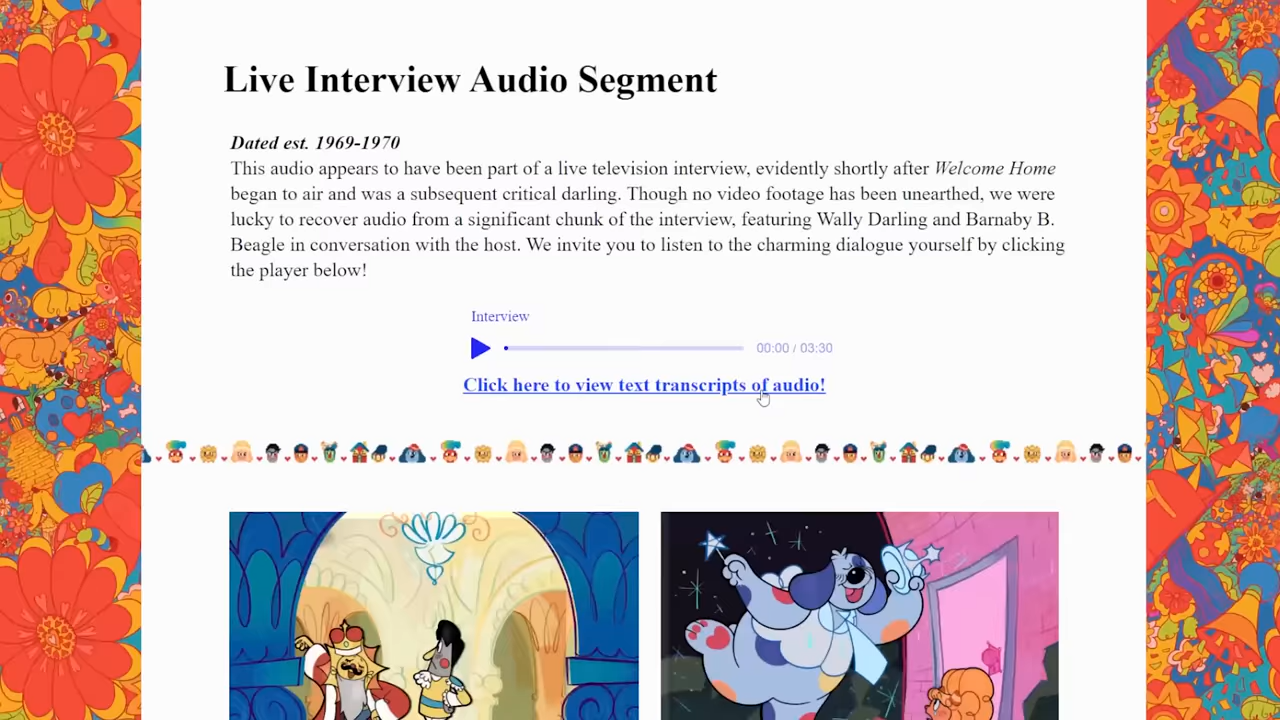 Live Interview Audio Segment
Dated est. 1969-1970
This audio appears to have been part of a live television interview, evidently shortly after Welcome Home
began to air and was a subsequent critical darling. Though no video footage has been unearthed, we were
lucky to recover audio from a significant chunk of the interview, featuring Wally Darling and Barnaby B.
Beagle in conversation with the host. We invite you to listen to the charming dialogue yourself by clicking
the player below!
Interview
00:00 / 03:30
Click here to view text transcripts of audio!